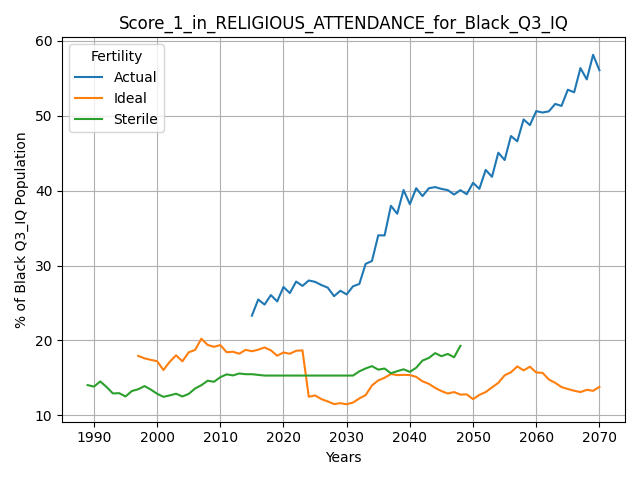 Score_1_in_RELIGIOUS_ATTENDANCE_for_Black_Q3_IQ
Fertility
Actual
Ideal
Sterile
% of Black Q3_IQ Population
60
50
40
30
20
10
1990 2000 2010 2020 2030 2040 2050 2060 2070
Years